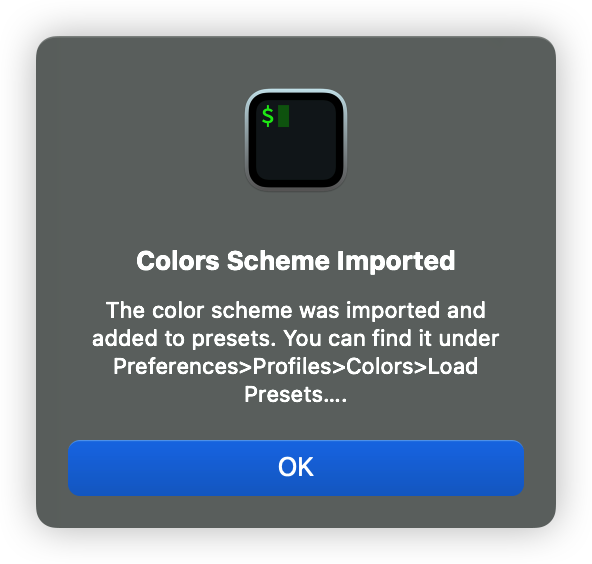 $
Colors Scheme Imported
The color scheme was imported and
added to presets. You can find it under
Preferences>Profiles>Colors>Load
Presets....
OK